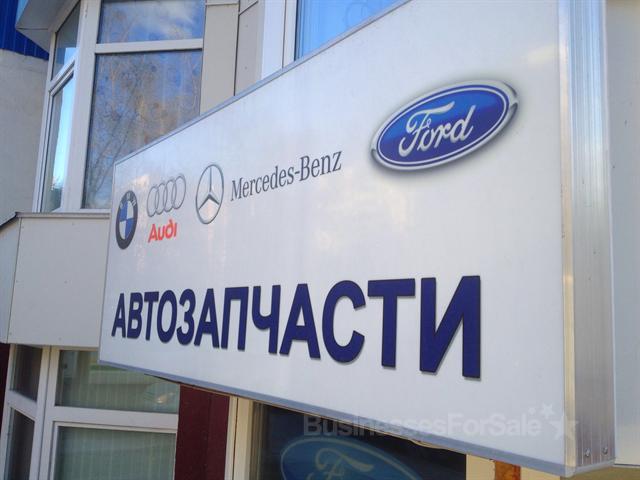 Ford
Mercedes-Benz
Audi
АВТОЗАПЧАСТИ
BusinessesForSale